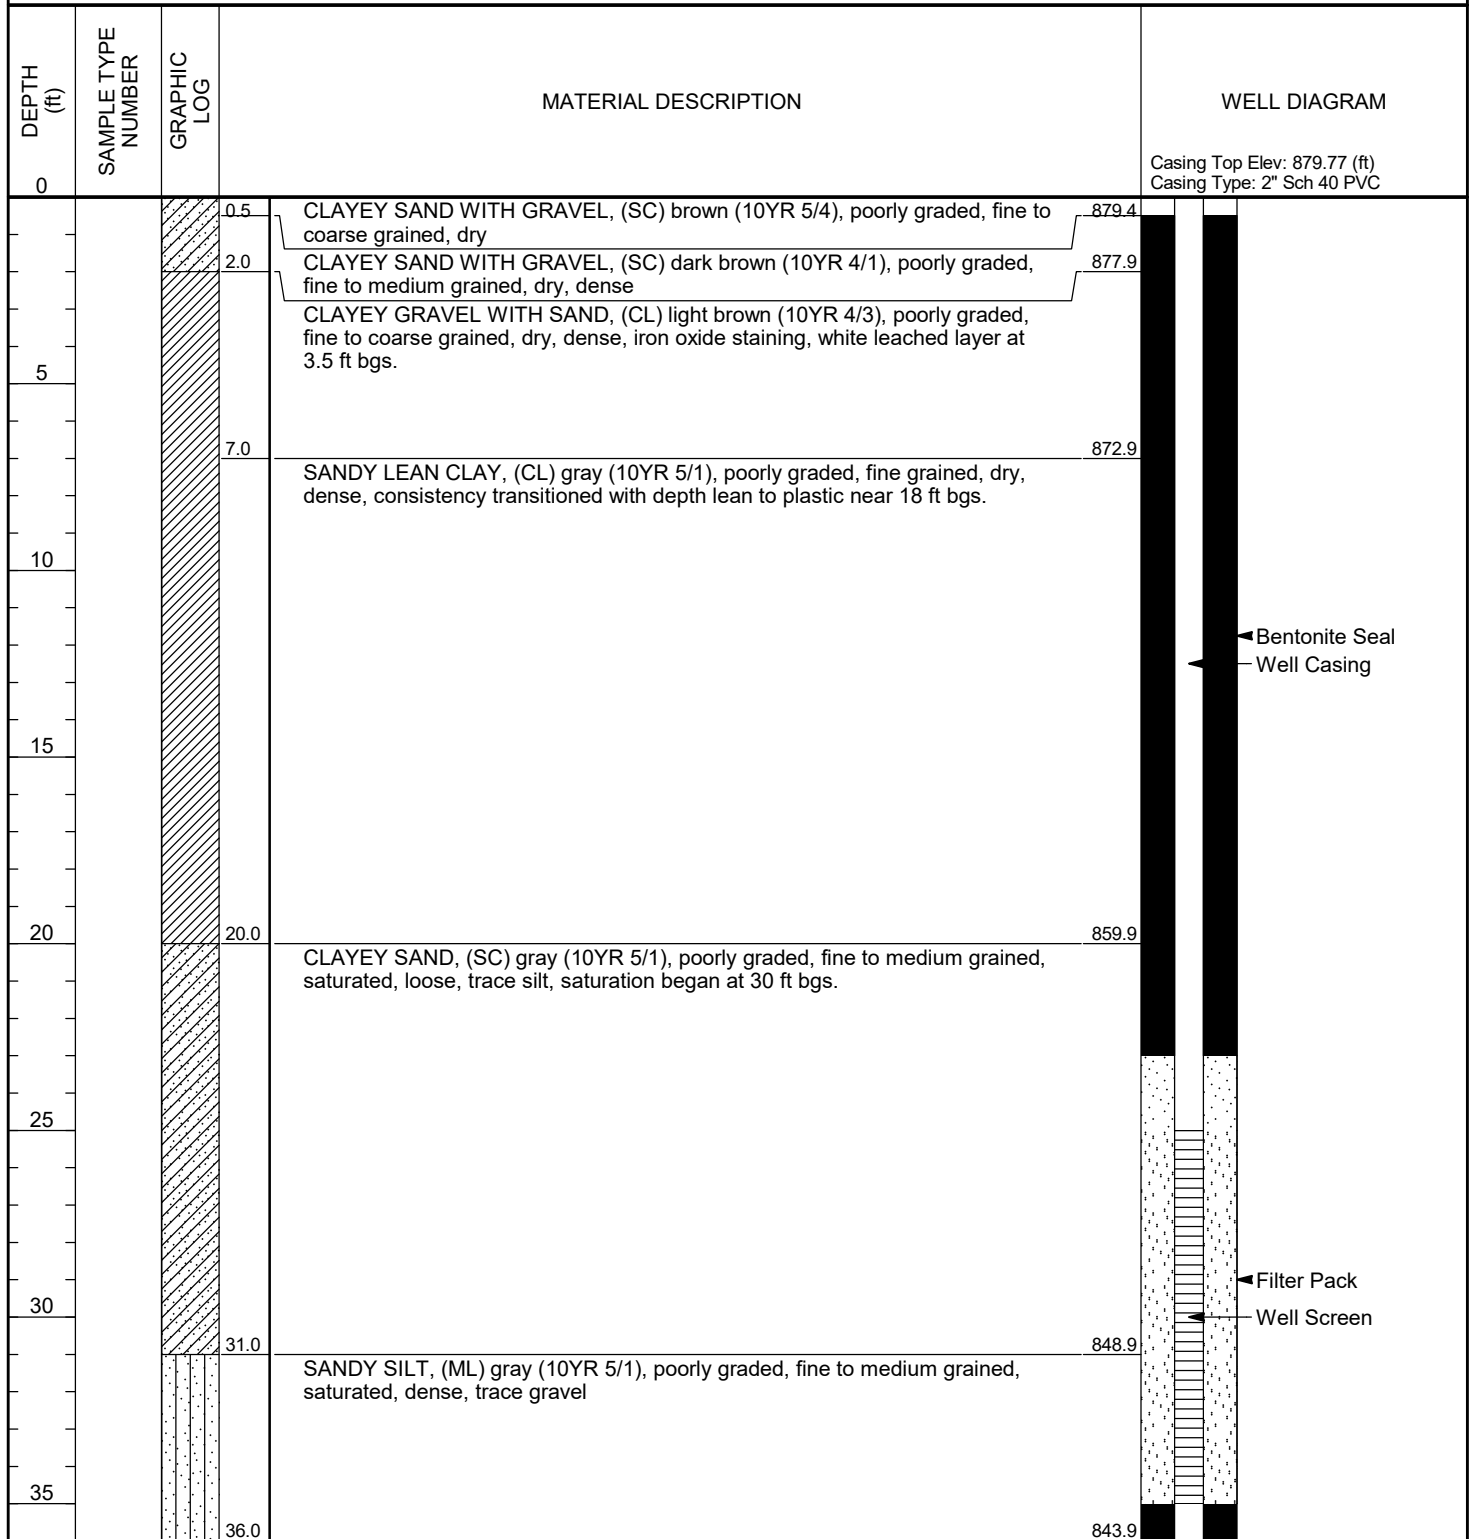 DEPTH
(ft)
SAMPLE TYPE
NUMBER
GRAPHIC
LOG
MATERIAL DESCRIPTION
WELL DIAGRAM
Casing Top Elev: 879.77 (ft)
Casing Type: 2" Sch 40 PVC
0
0.5
CLAYEY SAND WITH GRAVEL, (SC) brown (10YR 5/4), poorly graded, fine to
coarse grained, dry
879.4
2.0
CLAYEY SAND WITH GRAVEL, (SC) dark brown (10YR 4/1), poorly graded,
fine to medium grained, dry, dense
877.9
CLAYEY GRAVEL WITH SAND, (CL) light brown (10YR 4/3), poorly graded,
fine to coarse grained, dry, dense, iron oxide staining, white leached layer at
3.5 ft bgs.
5
7.0
872.9
SANDY LEAN CLAY, (CL) gray (10YR 5/1), poorly graded, fine grained, dry,
dense, consistency transitioned with depth lean to plastic near 18 ft bgs.
10
Bentonite Seal
Well Casing
15
20
20.0
859.9
CLAYEY SAND, (SC) gray (10YR 5/1), poorly graded, fine to medium grained,
saturated, loose, trace silt, saturation began at 30 ft bgs.
25
Filter Pack
30
Well Screen
31.0
848.9
SANDY SILT, (ML) gray (10YR 5/1), poorly graded, fine to medium grained,
saturated, dense, trace gravel
35
36.0
843.9